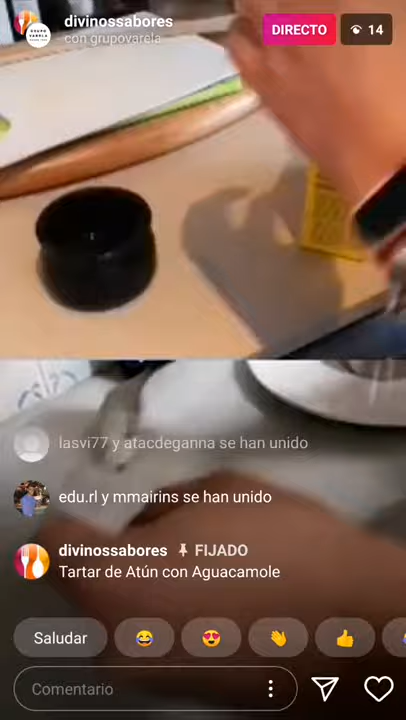 divinossabores
con grupovarela
DIRECTO
14
lasvi77 y atacdeganna se han unido
edu.rl y mmairins se han unido
divinossabores FIJADO
Tartar de Atún con Aguacamole
Saludar
Comentario